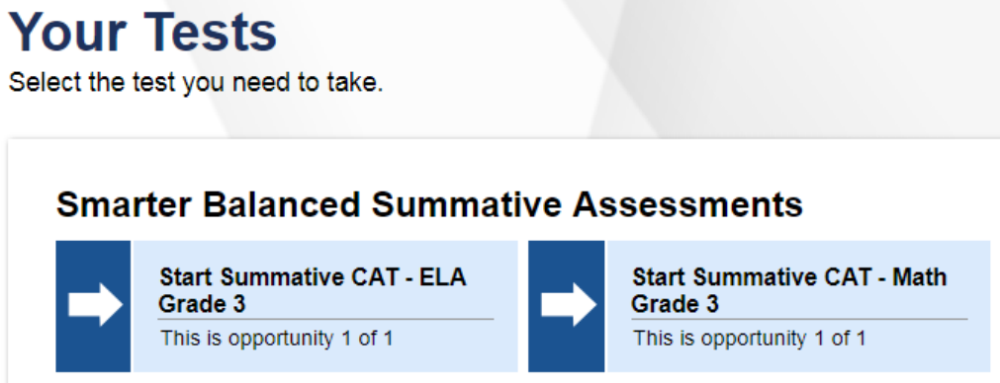 Your Tests
Select the test you need to take.
Smarter Balanced Summative Assessments
Start Summative CAT - ELA
Grade 3
This is opportunity 1 of 1
Start Summative CAT - Math
Grade 3
This is opportunity 1 of 1